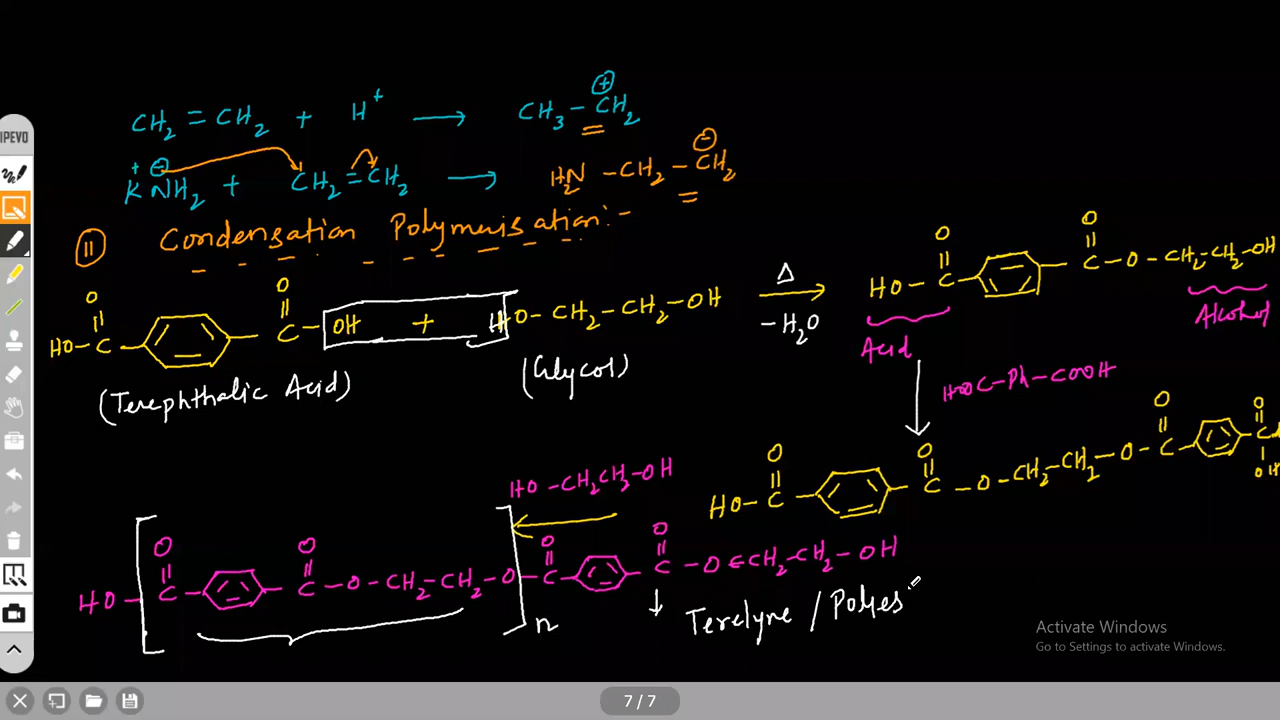 IPEVO
CH2 = CH2 + H+ → CH3 – CH2 ⊕
K+ NH2 ⊖ + CH2 = CH2 → H2N – CH2 – CH2 ⊖
II Condensation Polymerisation:-
HO – C(=O) – C(=O) – OH + HO – CH2 – CH2 – OH Δ –H2O → HO – C(=O) – C(=O) – O – CH2 – CH2 – OH
(Terephthalic Acid) (Glycol) Acid Alcohol
HOOC – Ph – COOH
HO – C(=O) – C(=O) – O – CH2 – CH2 – O – C(=O) – C(=O) OH
HO – CH2CH2 – OH
HO – [ C(=O) – C(=O) – O – CH2 – CH2 – O ]n – C(=O) – C(=O) – O – CH2 – CH2 – OH
↓ Terelyne / Polyes
Activate Windows
Go to Settings to activate Windows.
7 / 7